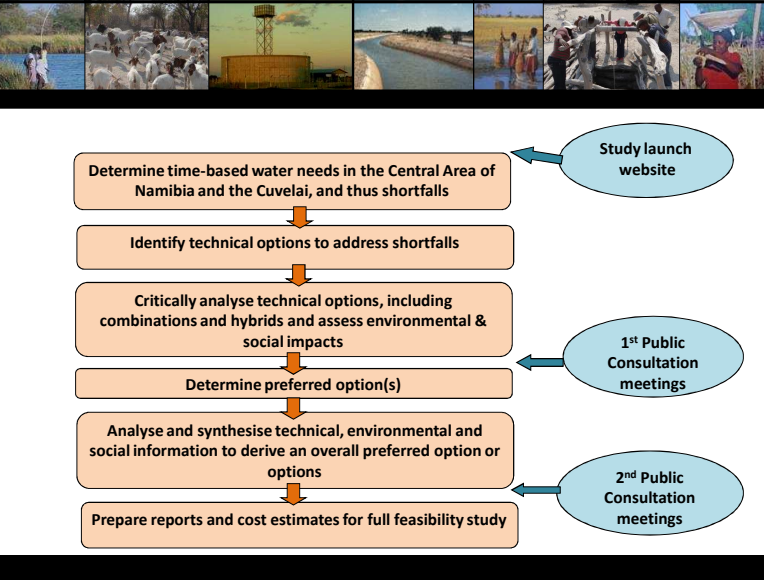 Study launch
website
Determine time-based water needs in the Central Area of
Namibia and the Cuvelai, and thus shortfalls
Identify technical options to address shortfalls
Critically analyse technical options, including
combinations and hybrids and assess environmental &
social impacts
1st Public
Consultation
meetings
Determine preferred option(s)
Analyse and synthesise technical, environmental and
social information to derive an overall preferred option or
options
2nd Public
Consultation
meetings
Prepare reports and cost estimates for full feasibility study